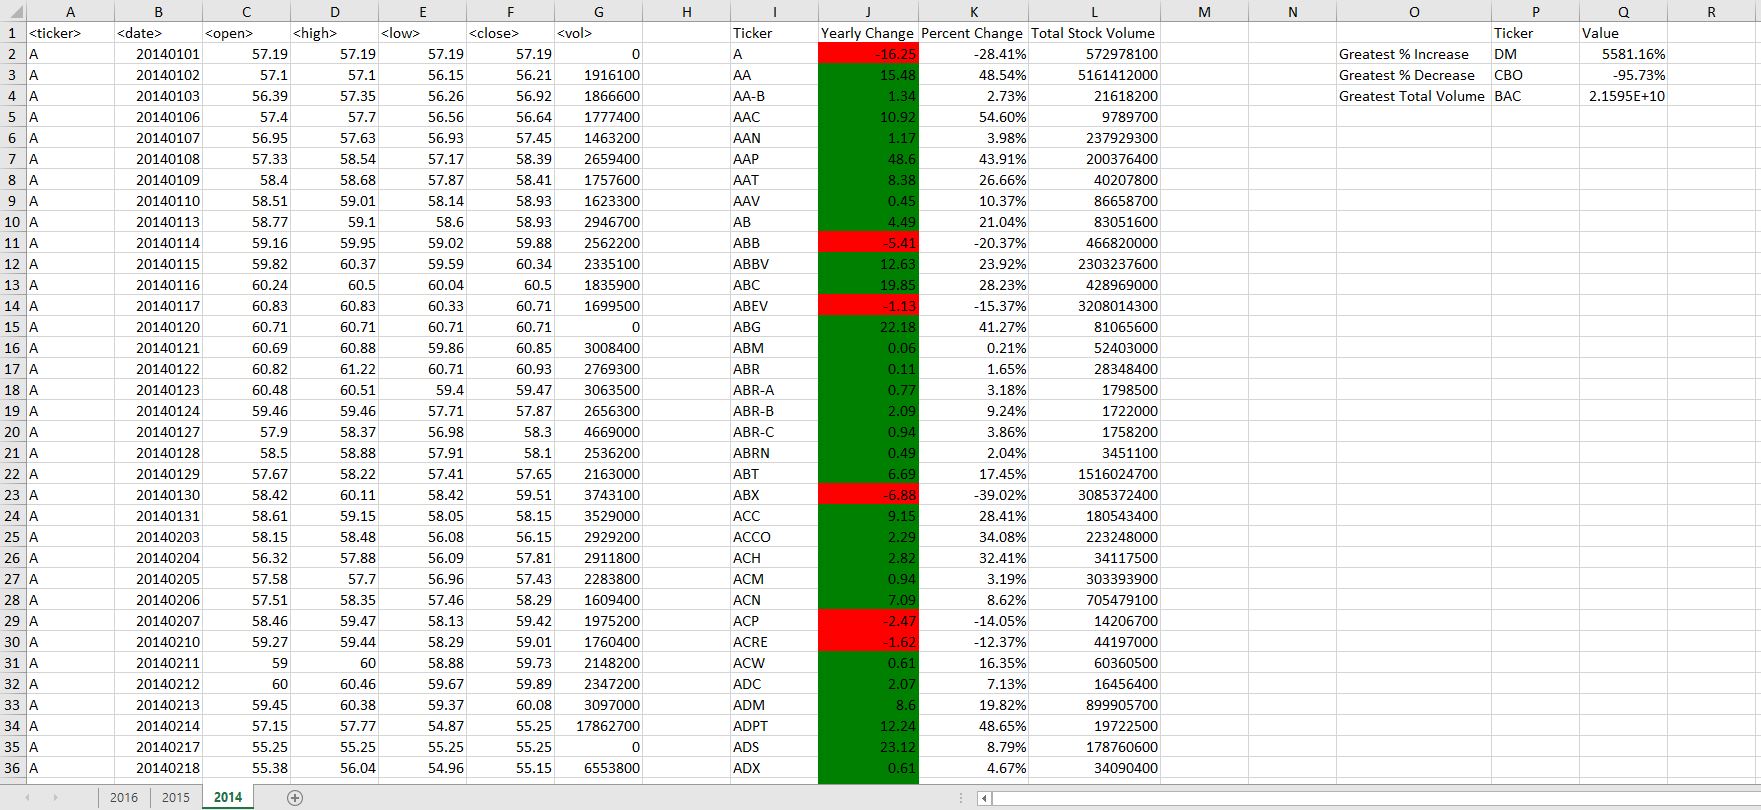 A B C D E F G H I J K L M N O P Q R
1 <ticker> <date> <open> <high> <low> <close> <vol> Ticker Yearly Change Percent Change Total Stock Volume Ticker Value
2 A 20140101 57.19 57.19 57.19 57.19 0 A -16.25 -28.41% 572978100 Greatest % Increase DM 5581.16%
3 A 20140102 57.1 57.1 56.15 56.21 1916100 AA 15.48 48.54% 5161412000 Greatest % Decrease CBO -95.73%
4 A 20140103 56.39 57.35 56.26 56.92 1866600 AA-B 1.34 2.73% 21618200 Greatest Total Volume BAC 2.1595E+10
5 A 20140106 57.4 57.7 56.56 56.64 1777400 AAC 10.92 54.60% 9789700
6 A 20140107 56.95 57.63 56.93 57.45 1463200 AAN 1.17 3.98% 237929300
7 A 20140108 57.33 58.54 57.17 58.39 2659400 AAP 48.6 43.91% 200376400
8 A 20140109 58.4 58.68 57.87 58.41 1757600 AAT 8.38 26.66% 40207800
9 A 20140110 58.51 59.01 58.14 58.93 1623300 AAV 0.45 10.37% 86658700
10 A 20140113 58.77 59.1 58.6 58.93 2946700 AB 4.49 21.04% 83051600
11 A 20140114 59.16 59.95 59.02 59.88 2562200 ABB -5.41 -20.37% 466820000
12 A 20140115 59.82 60.37 59.59 60.34 2335100 ABBV 12.63 23.92% 2303237600
13 A 20140116 60.24 60.5 60.04 60.5 1835900 ABC 19.85 28.23% 428969000
14 A 20140117 60.83 60.83 60.33 60.71 1699500 ABEV -1.13 -15.37% 3208014300
15 A 20140120 60.71 60.71 60.71 60.71 0 ABG 22.18 41.27% 81065600
16 A 20140121 60.69 60.88 59.86 60.85 3008400 ABM 0.06 0.21% 52403000
17 A 20140122 60.82 61.22 60.71 60.93 2769300 ABR 0.11 1.65% 28348400
18 A 20140123 60.48 60.51 59.4 59.47 3063500 ABR-A 0.77 3.18% 1798500
19 A 20140124 59.46 59.46 57.71 57.87 2656300 ABR-B 2.09 9.24% 1722000
20 A 20140127 57.9 58.37 56.98 58.3 4669000 ABR-C 0.94 3.86% 1758200
21 A 20140128 58.5 58.88 57.91 58.1 2536200 ABRN 0.49 2.04% 3451100
22 A 20140129 57.67 58.22 57.41 57.65 2163000 ABT 6.69 17.45% 1516024700
23 A 20140130 58.42 60.11 58.42 59.51 3743100 ABX -6.88 -39.02% 3085372400
24 A 20140131 58.61 59.15 58.05 58.15 3529000 ACC 9.15 28.41% 180543400
25 A 20140203 58.15 58.48 56.08 56.15 2929200 ACCO 2.29 34.08% 223248000
26 A 20140204 56.32 57.88 56.09 57.81 2911800 ACH 2.82 32.41% 34117500
27 A 20140205 57.58 57.7 56.96 57.43 2283800 ACM 0.94 3.19% 303393900
28 A 20140206 57.51 58.35 57.46 58.29 1609400 ACN 7.09 8.62% 705479100
29 A 20140207 58.46 59.47 58.13 59.42 1975200 ACP -2.47 -14.05% 14206700
30 A 20140210 59.27 59.44 58.29 59.01 1760400 ACRE -1.62 -12.37% 44197000
31 A 20140211 59 60 58.88 59.73 2148200 ACW 0.61 16.35% 60360500
32 A 20140212 60 60.46 59.67 59.89 2347200 ADC 2.07 7.13% 16456400
33 A 20140213 59.45 60.38 59.37 60.08 3097000 ADM 8.6 19.82% 899905700
34 A 20140214 57.15 57.77 54.87 55.25 17862700 ADPT 12.24 48.65% 19722500
35 A 20140217 55.25 55.25 55.25 55.25 0 ADS 23.12 8.79% 178760600
36 A 20140218 55.38 56.04 54.96 55.15 6553800 ADX 0.61 4.67% 34090400
2016 2015 2014